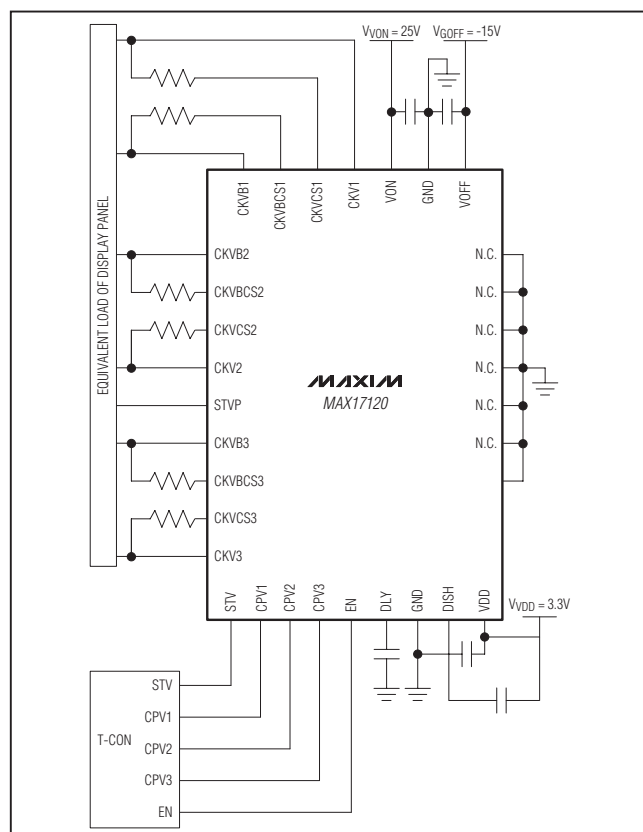 VVON = 25V
VGOFF = -15V
EQUIVALENT LOAD OF DISPLAY PANEL
CKVB1
CKVBCS1
CKVCS1
CKV1
VON
GND
VOFF
CKVB2
CKVBCS2
CKVCS2
CKV2
STVP
CKVB3
CKVBCS3
CKVCS3
CKV3
MAXIM
MAX17120
N.C.
N.C.
N.C.
N.C.
N.C.
N.C.
STV
CPV1
CPV2
CPV3
EN
DLY
GND
DISH
VDD
VVDD = 3.3V
T-CON
STV
CPV1
CPV2
CPV3
EN